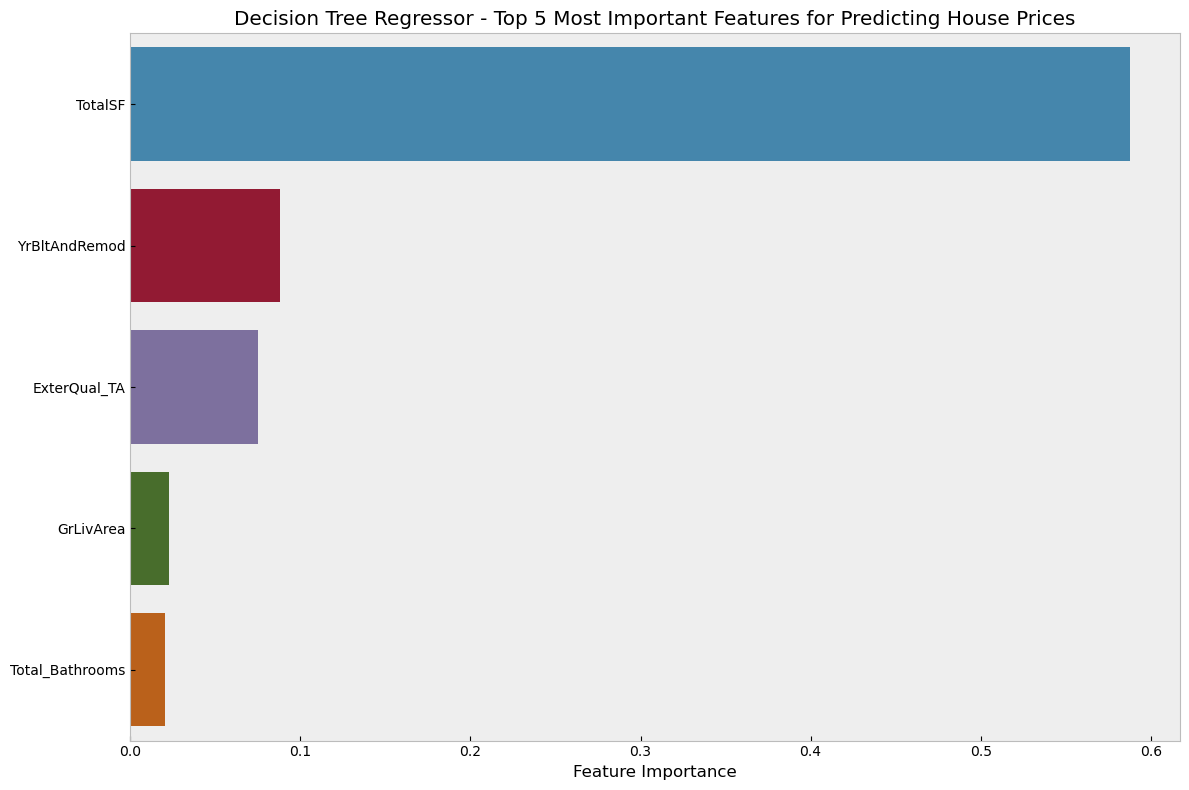 Decision Tree Regressor - Top 5 Most Important Features for Predicting House Prices
TotalSF
YrBltAndRemod
ExterQual_TA
GrLivArea
Total_Bathrooms
0.0 0.1 0.2 0.3 0.4 0.5 0.6
Feature Importance